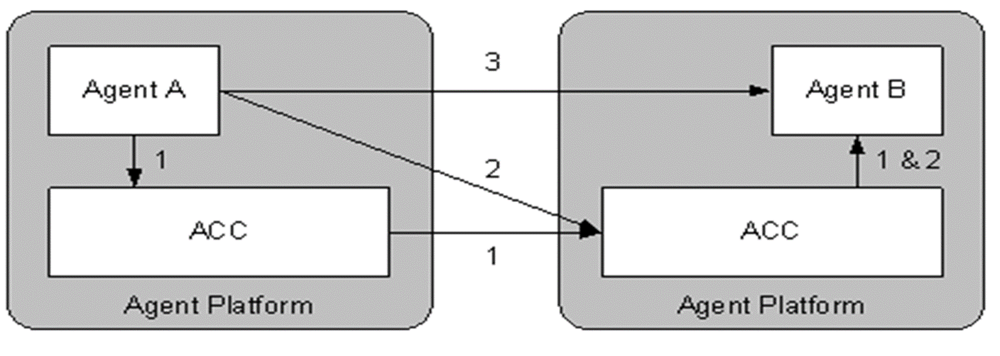 3
Agent A
Agent B
1
2
1 & 2
ACC
ACC
1
Agent Platform
Agent Platform